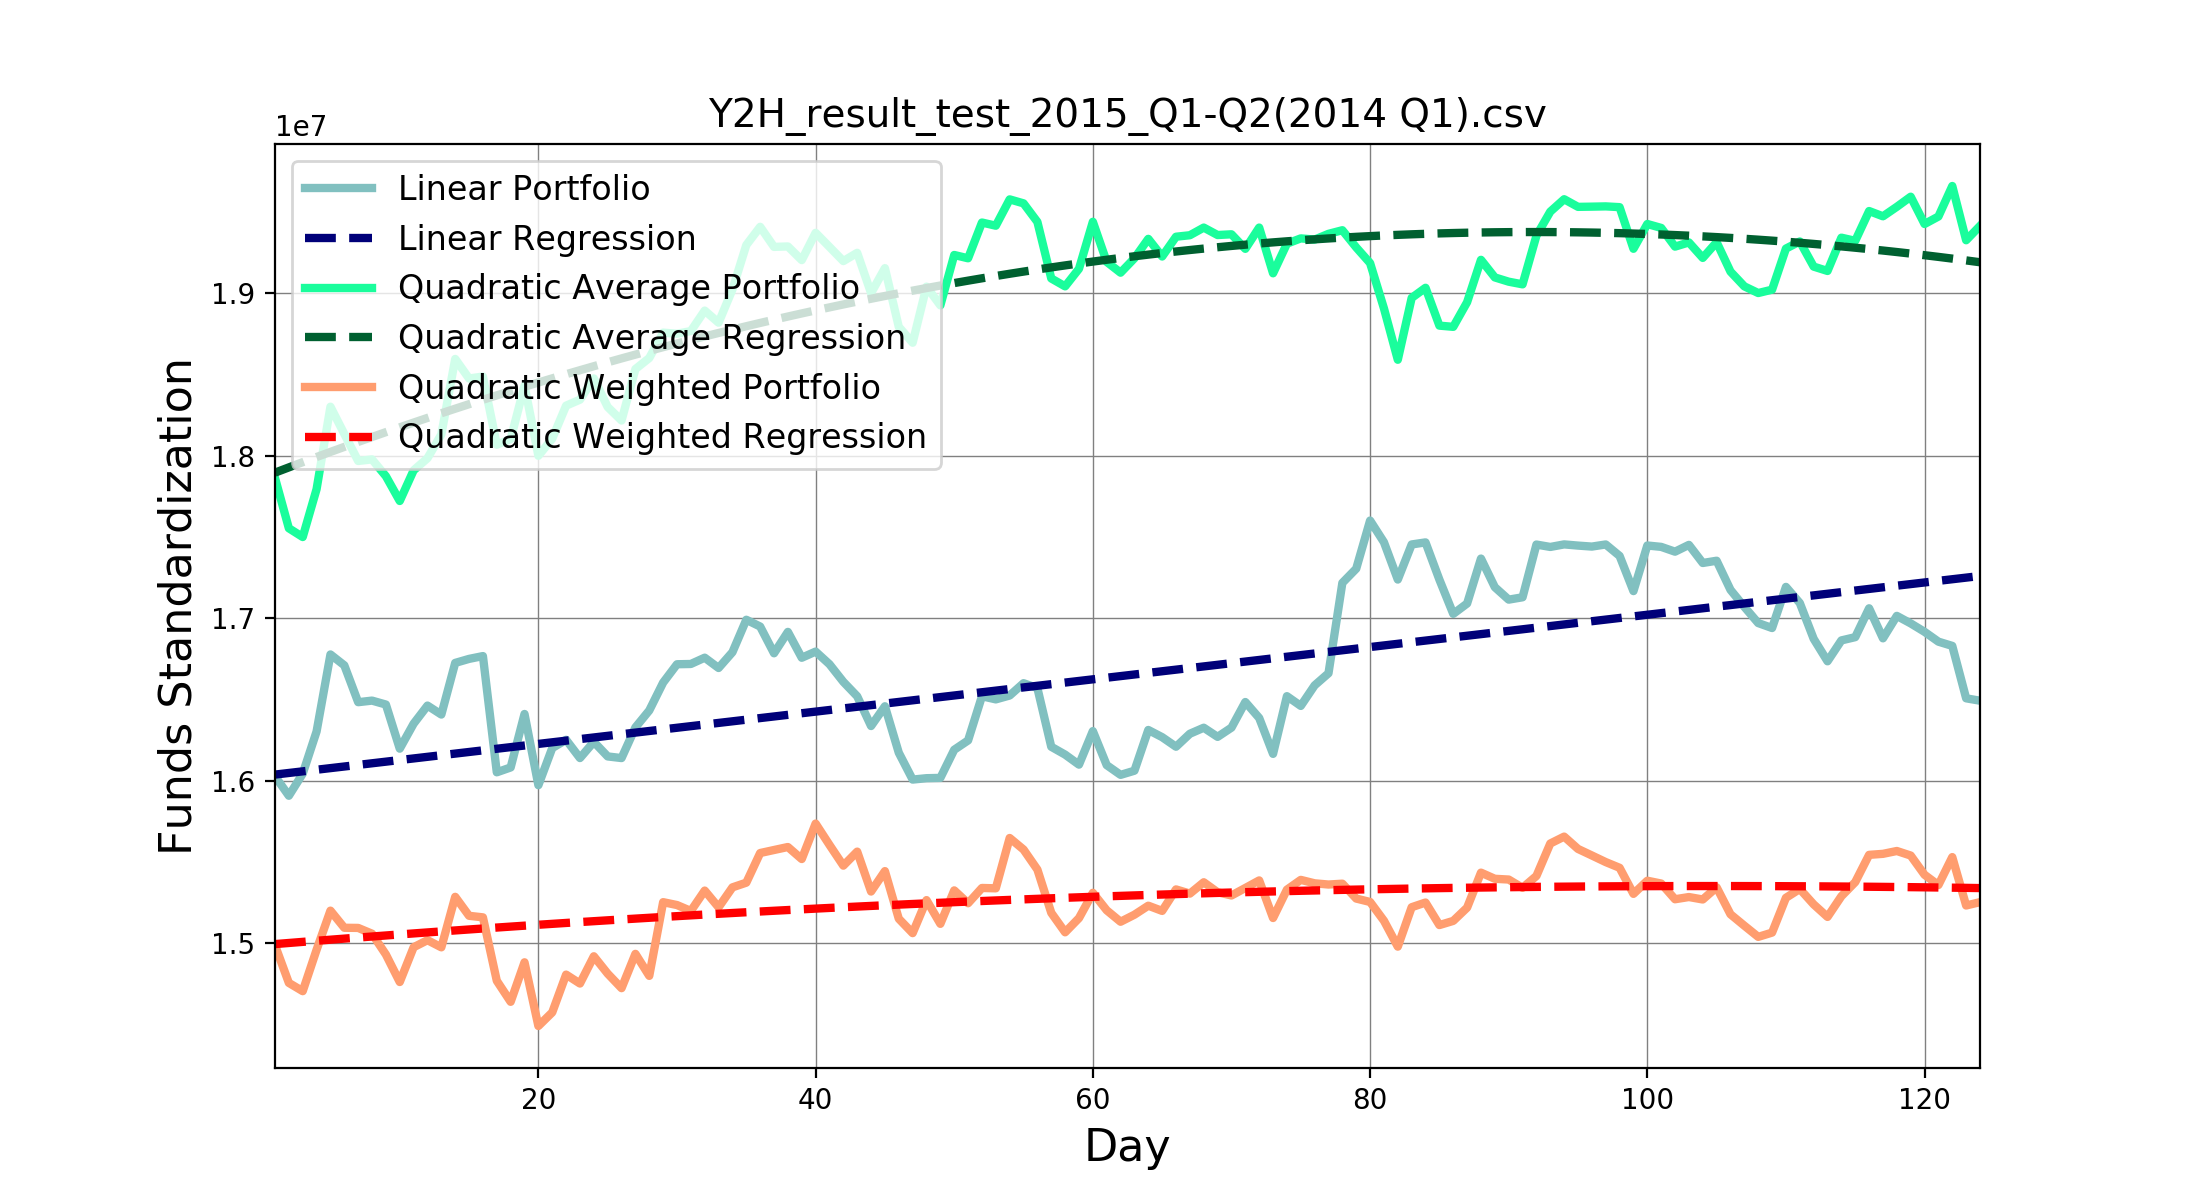 Y2H_result_test_2015_Q1-Q2(2014 Q1).csv
1e7
Linear Portfolio
Linear Regression
Quadratic Average Portfolio
Quadratic Average Regression
Quadratic Weighted Portfolio
Quadratic Weighted Regression
Funds Standardization
1.9
1.8
1.7
1.6
1.5
20 40 60 80 100 120
Day